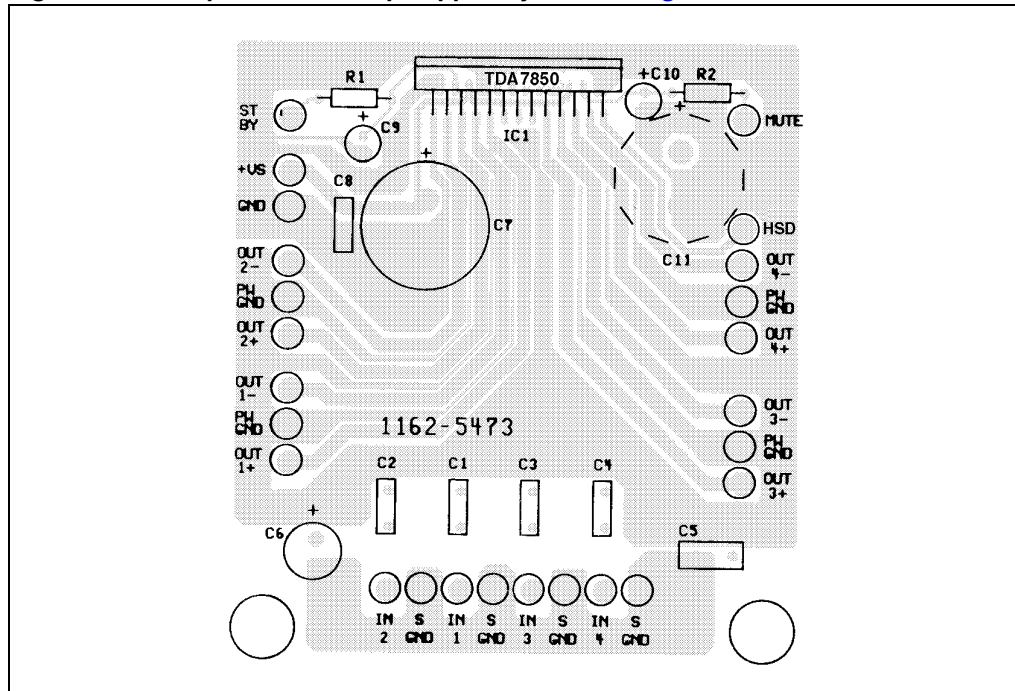 R1
TDA7850
+
C10
R2
ST
BY
+
C9
IC1
+
MUTE
+VS
C8
+
GND
C7
HSD
C11
OUT
2-
OUT
4-
PW
GND
PW
GND
OUT
2+
OUT
4+
OUT
1-
OUT
3-
PW
GND
1162-5473
PW
GND
OUT
1+
C2
C1
C3
C4
OUT
3+
+
C6
C5
IN
2
S
GND
IN
1
S
GND
IN
3
S
GND
IN
4
S
GND